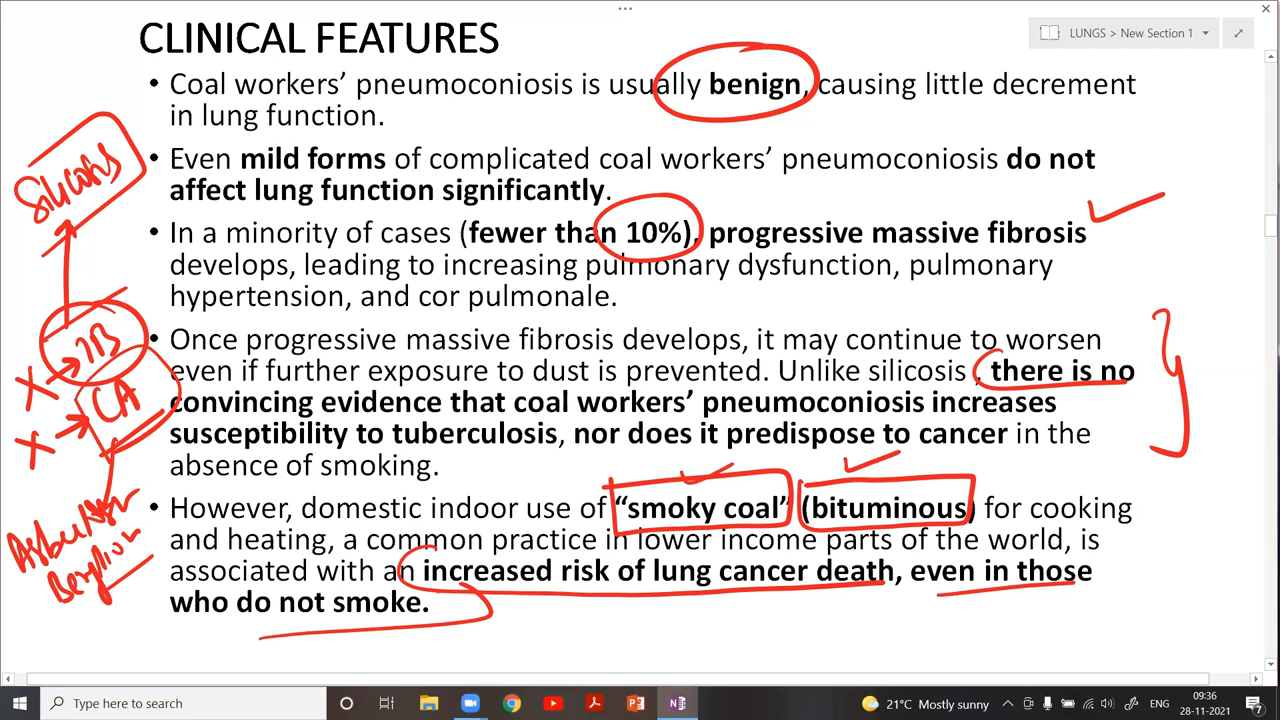 CLINICAL FEATURES
LUNGS > New Section 1
• Coal workers’ pneumoconiosis is usually benign, causing little decrement
in lung function.
• Even mild forms of complicated coal workers’ pneumoconiosis do not
affect lung function significantly.
• In a minority of cases (fewer than 10%), progressive massive fibrosis
develops, leading to increasing pulmonary dysfunction, pulmonary
hypertension, and cor pulmonale.
• Once progressive massive fibrosis develops, it may continue to worsen
even if further exposure to dust is prevented. Unlike silicosis , there is no
convincing evidence that coal workers’ pneumoconiosis increases
susceptibility to tuberculosis, nor does it predispose to cancer in the
absence of smoking.
• However, domestic indoor use of “smoky coal” (bituminous) for cooking
and heating, a common practice in lower income parts of the world, is
associated with an increased risk of lung cancer death, even in those
who do not smoke.
Silicosis
X TB
X CA
Type here to search
21°C Mostly sunny
ENG
09:36
28-11-2021
7